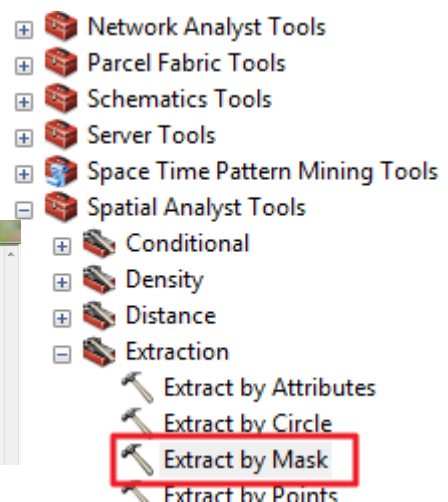 Network Analyst Tools
Parcel Fabric Tools
Schematics Tools
Server Tools
Space Time Pattern Mining Tools
Spatial Analyst Tools
Conditional
Density
Distance
Extraction
Extract by Attributes
Extract by Circle
Extract by Mask
Extract by Points